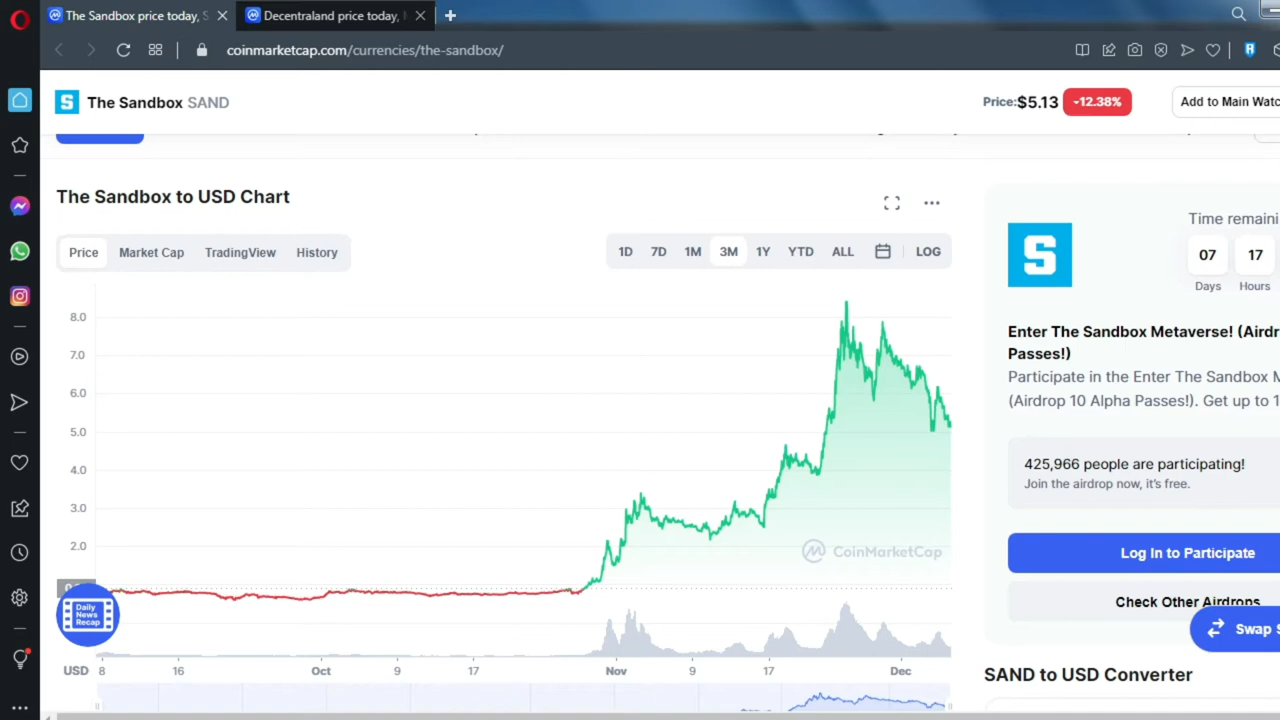 The Sandbox price today, S
Decentraland price today,
coinmarketcap.com/currencies/the-sandbox/
S
The Sandbox SAND
Price: $5.13
-12.38%
Add to Main Watc
The Sandbox to USD Chart
Price
Market Cap
TradingView
History
1D
7D
1M
3M
1Y
YTD
ALL
LOG
8.0
7.0
6.0
5.0
4.0
3.0
2.0
CoinMarketCap
Daily
News
Recap
USD
8
16
Oct
9
17
Nov
9
17
Dec
S
Time remaini
07
17
Days
Hours
Enter The Sandbox Metaverse! (Airdr
Passes!)
Participate in the Enter The Sandbox M
(Airdrop 10 Alpha Passes!). Get up to 1
425,966 people are participating!
Join the airdrop now, it's free.
Log In to Participate
Check Other Airdrops
Swap S
SAND to USD Converter